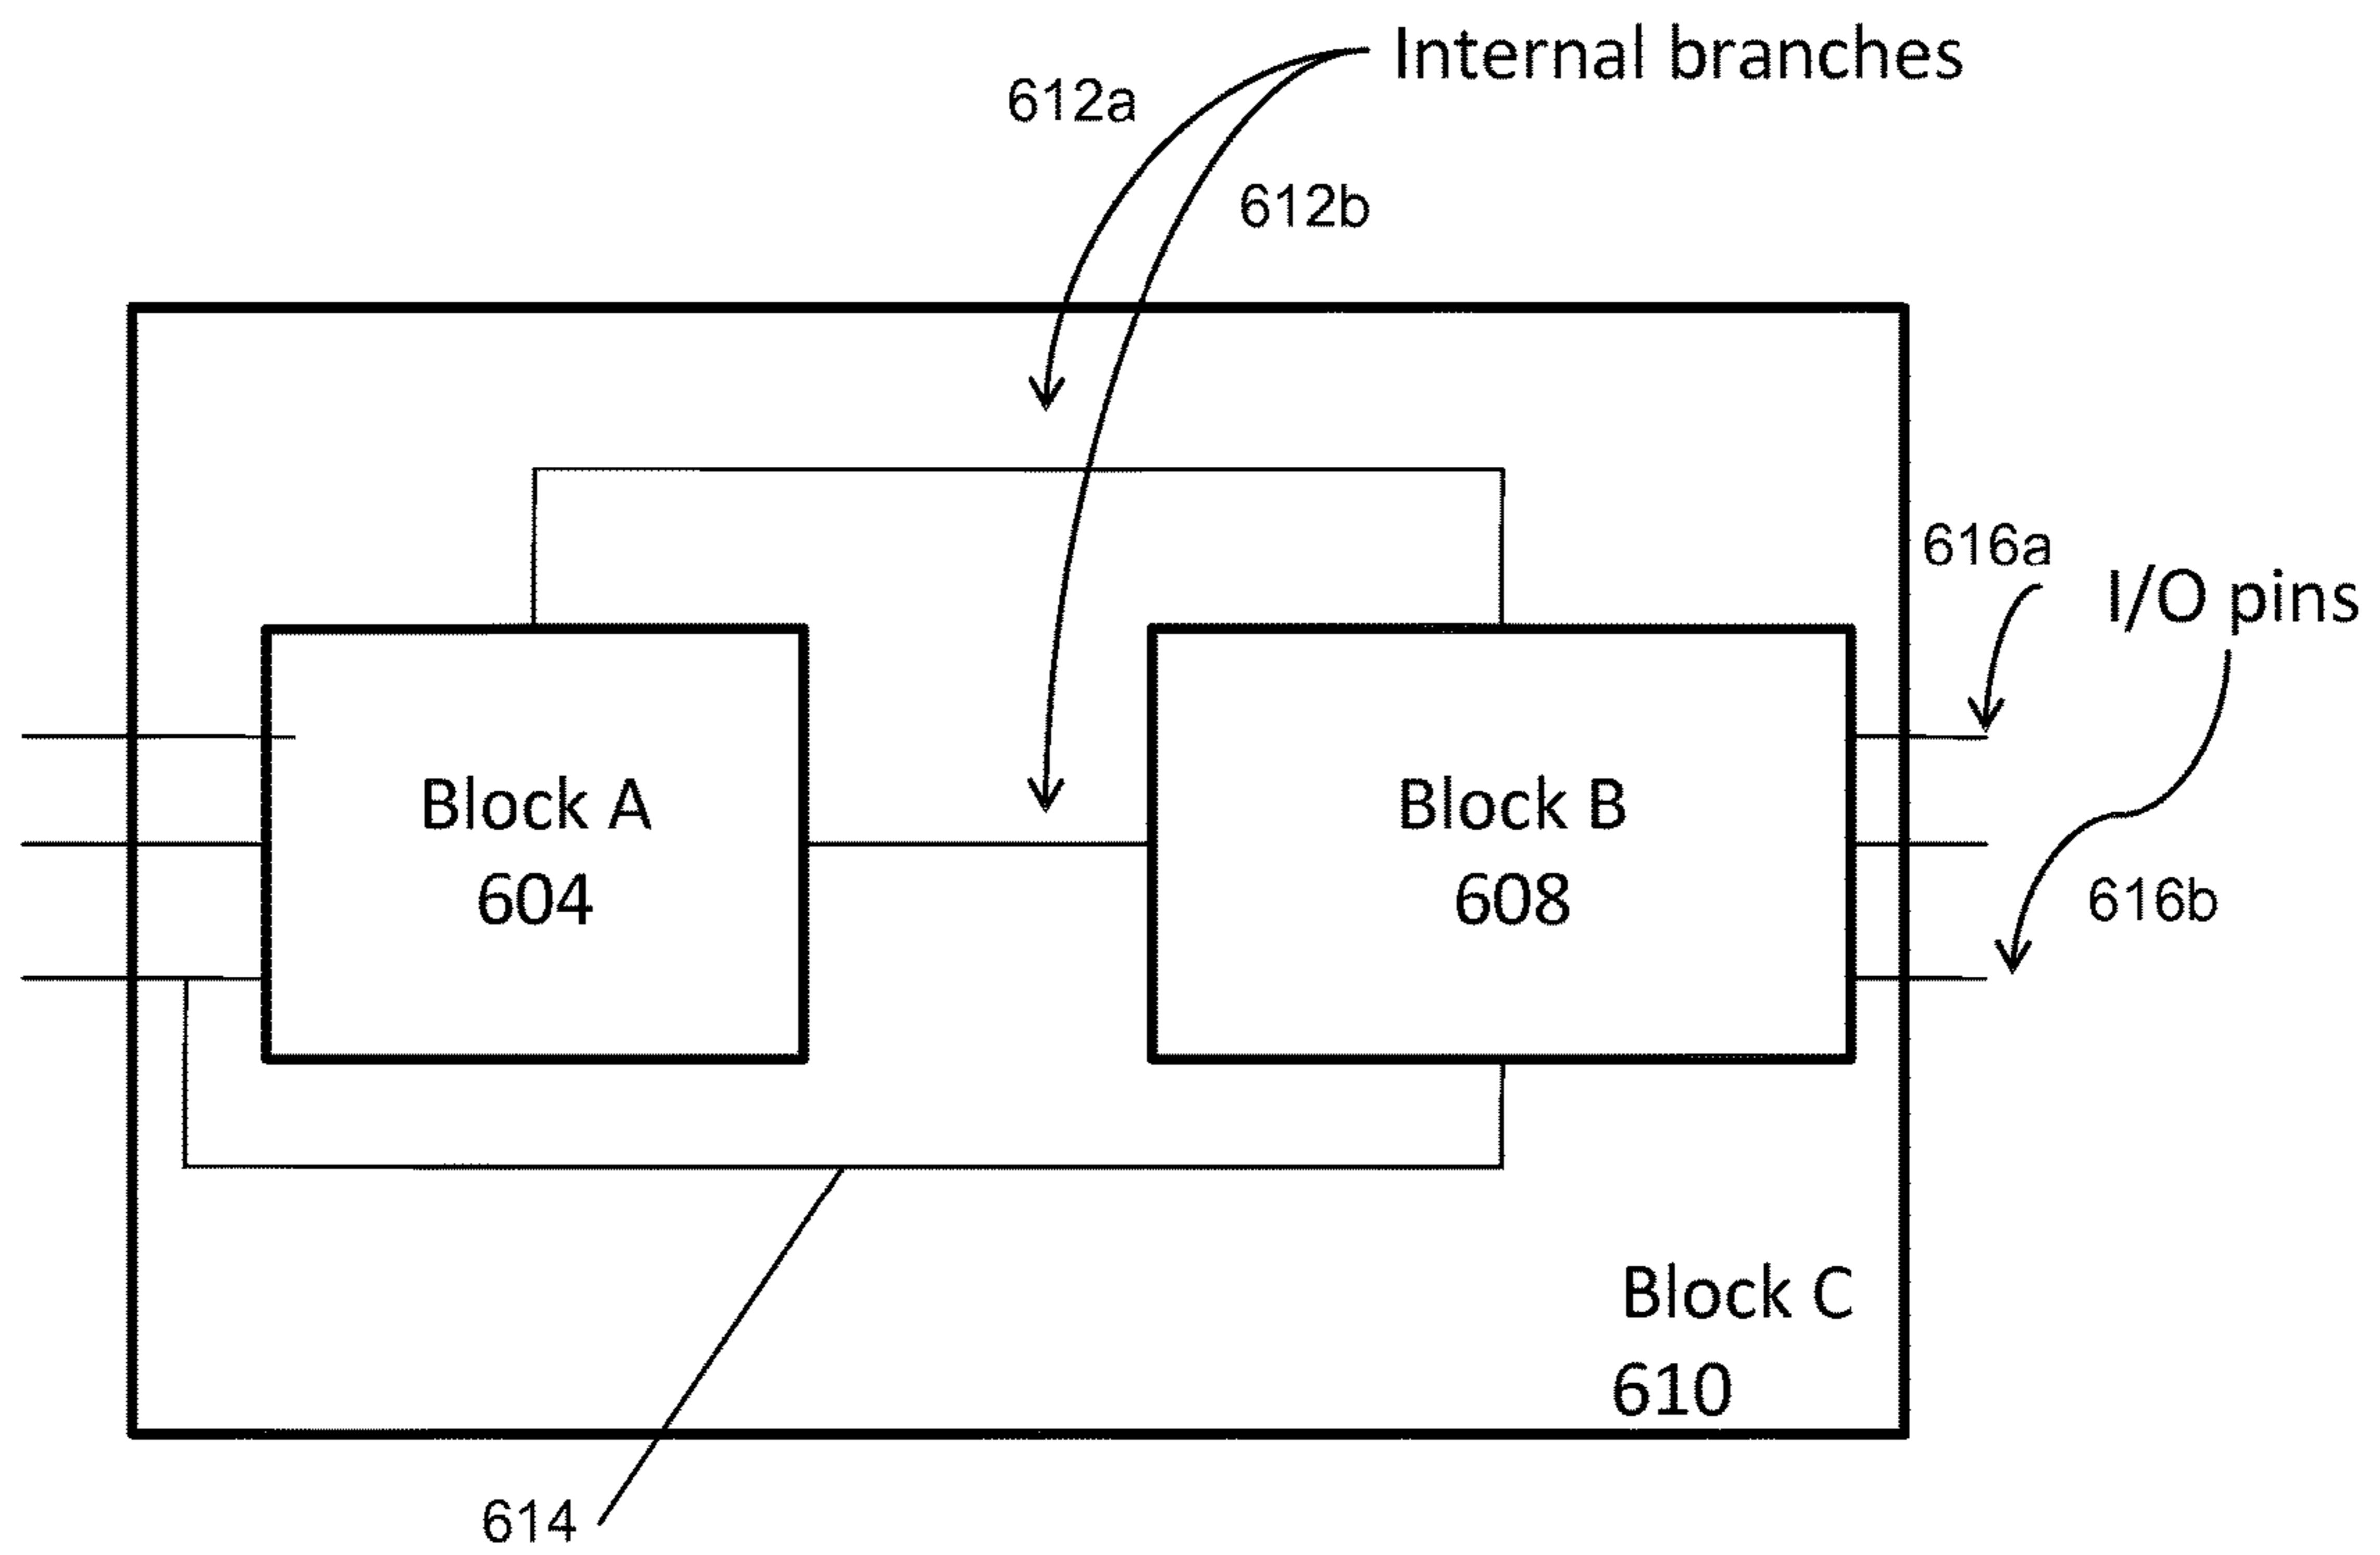 Internal branches
612a
612b
616a
I/O pins
Block A
604
Block B
608
616b
Block C
610
614